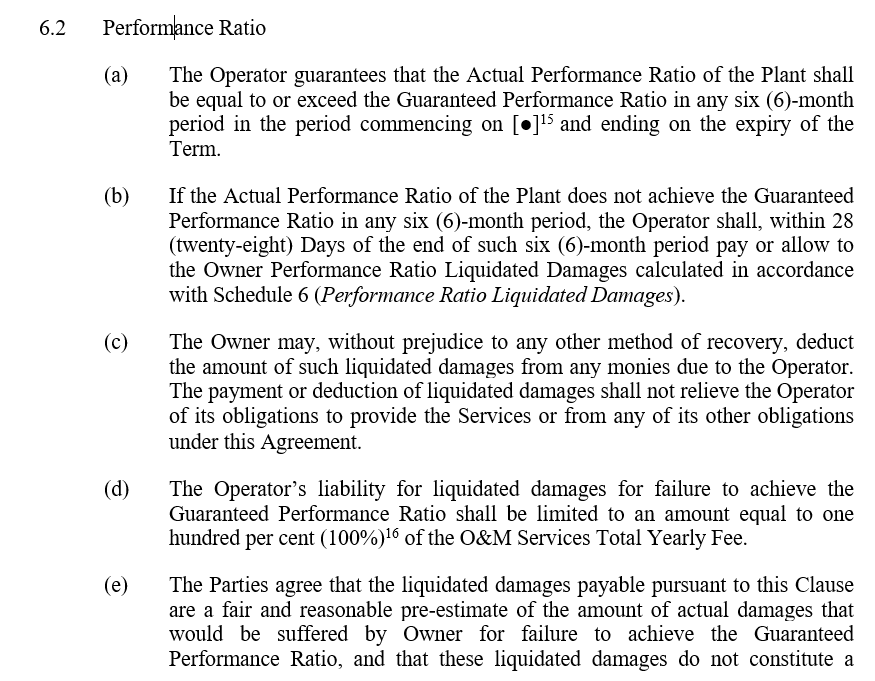 6.2 Performance Ratio
(a) The Operator guarantees that the Actual Performance Ratio of the Plant shall
be equal to or exceed the Guaranteed Performance Ratio in any six (6)-month
period in the period commencing on [●]15 and ending on the expiry of the
Term.
(b) If the Actual Performance Ratio of the Plant does not achieve the Guaranteed
Performance Ratio in any six (6)-month period, the Operator shall, within 28
(twenty-eight) Days of the end of such six (6)-month period pay or allow to
the Owner Performance Ratio Liquidated Damages calculated in accordance
with Schedule 6 (Performance Ratio Liquidated Damages).
(c) The Owner may, without prejudice to any other method of recovery, deduct
the amount of such liquidated damages from any monies due to the Operator.
The payment or deduction of liquidated damages shall not relieve the Operator
of its obligations to provide the Services or from any of its other obligations
under this Agreement.
(d) The Operator’s liability for liquidated damages for failure to achieve the
Guaranteed Performance Ratio shall be limited to an amount equal to one
hundred per cent (100%)16 of the O&M Services Total Yearly Fee.
(e) The Parties agree that the liquidated damages payable pursuant to this Clause
are a fair and reasonable pre-estimate of the amount of actual damages that
would be suffered by Owner for failure to achieve the Guaranteed
Performance Ratio, and that these liquidated damages do not constitute a